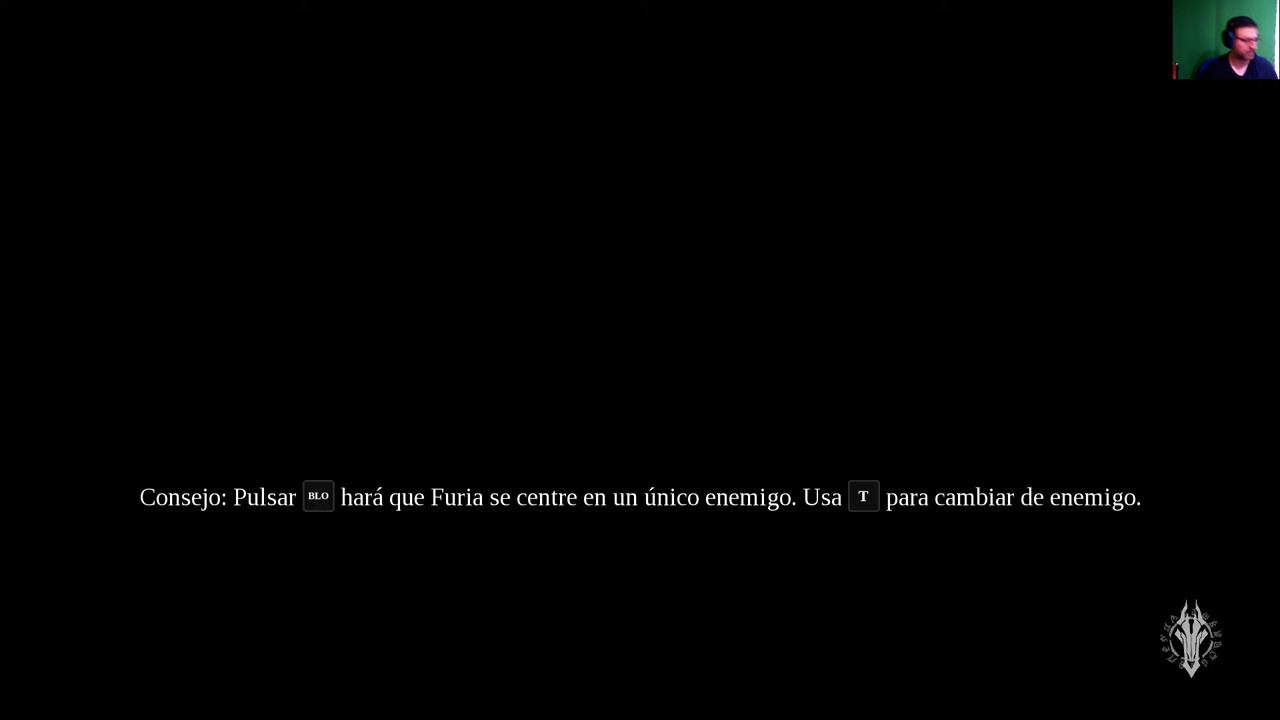 Consejo: Pulsar BLO hará que Furia se centre en un único enemigo. Usa T para cambiar de enemigo.